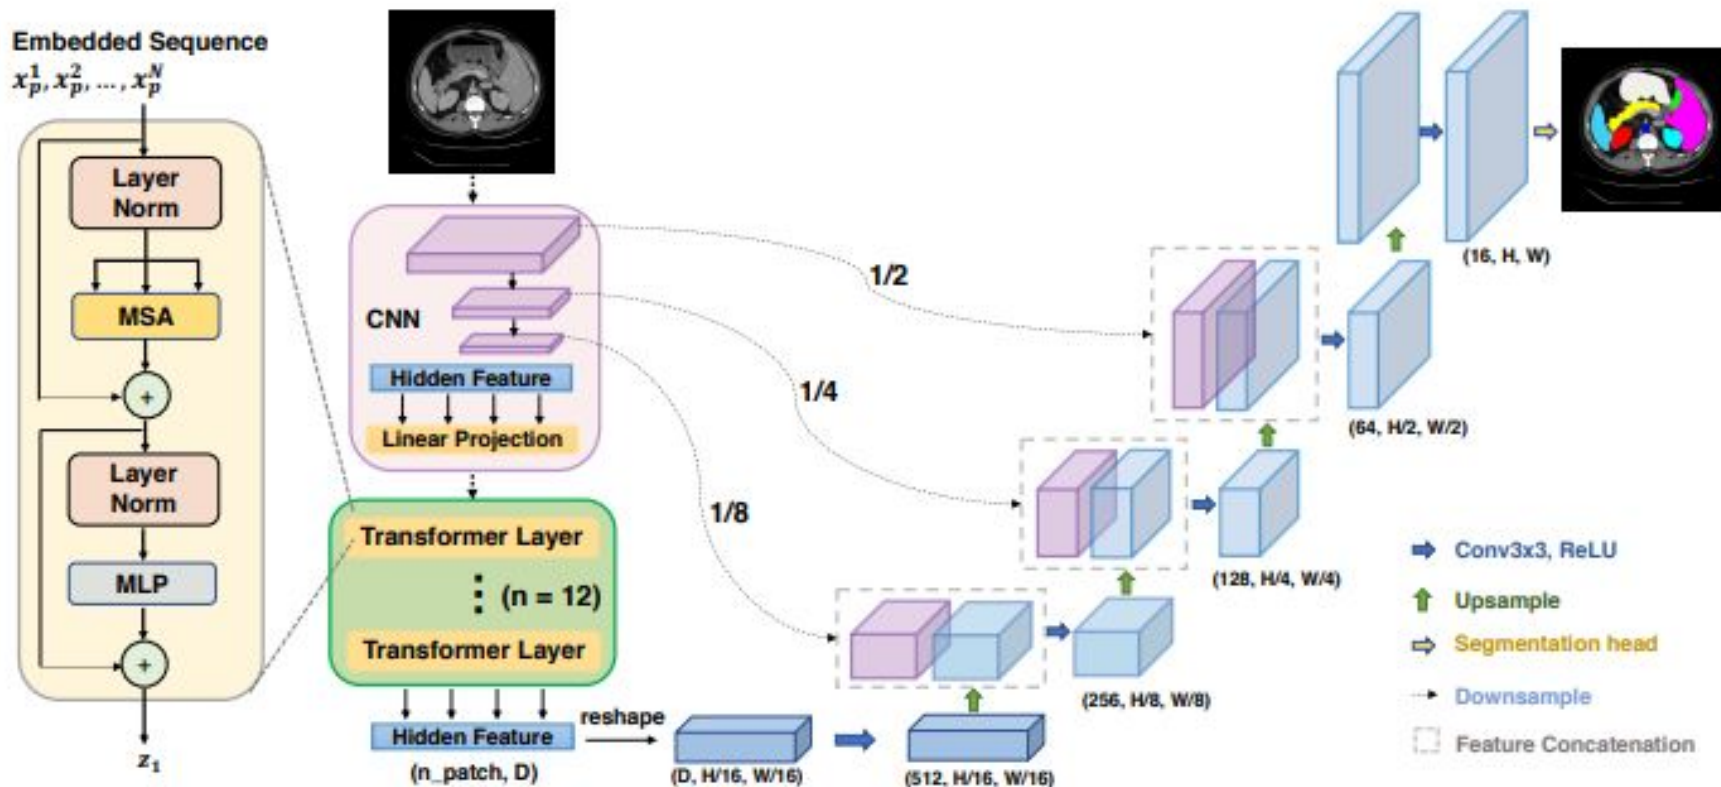 Embedded Sequence
x_p^1, x_p^2, ..., x_p^N
Layer
Norm
MSA
+
Layer
Norm
MLP
+
z_1
CNN
Hidden Feature
Linear Projection
Transformer Layer
(n = 12)
Transformer Layer
Hidden Feature
(n_patch, D)
reshape
(D, H/16, W/16)
(512, H/16, W/16)
1/2
1/4
1/8
(256, H/8, W/8)
(128, H/4, W/4)
(64, H/2, W/2)
(16, H, W)
Conv3x3, ReLU
Upsample
Segmentation head
Downsample
Feature Concatenation